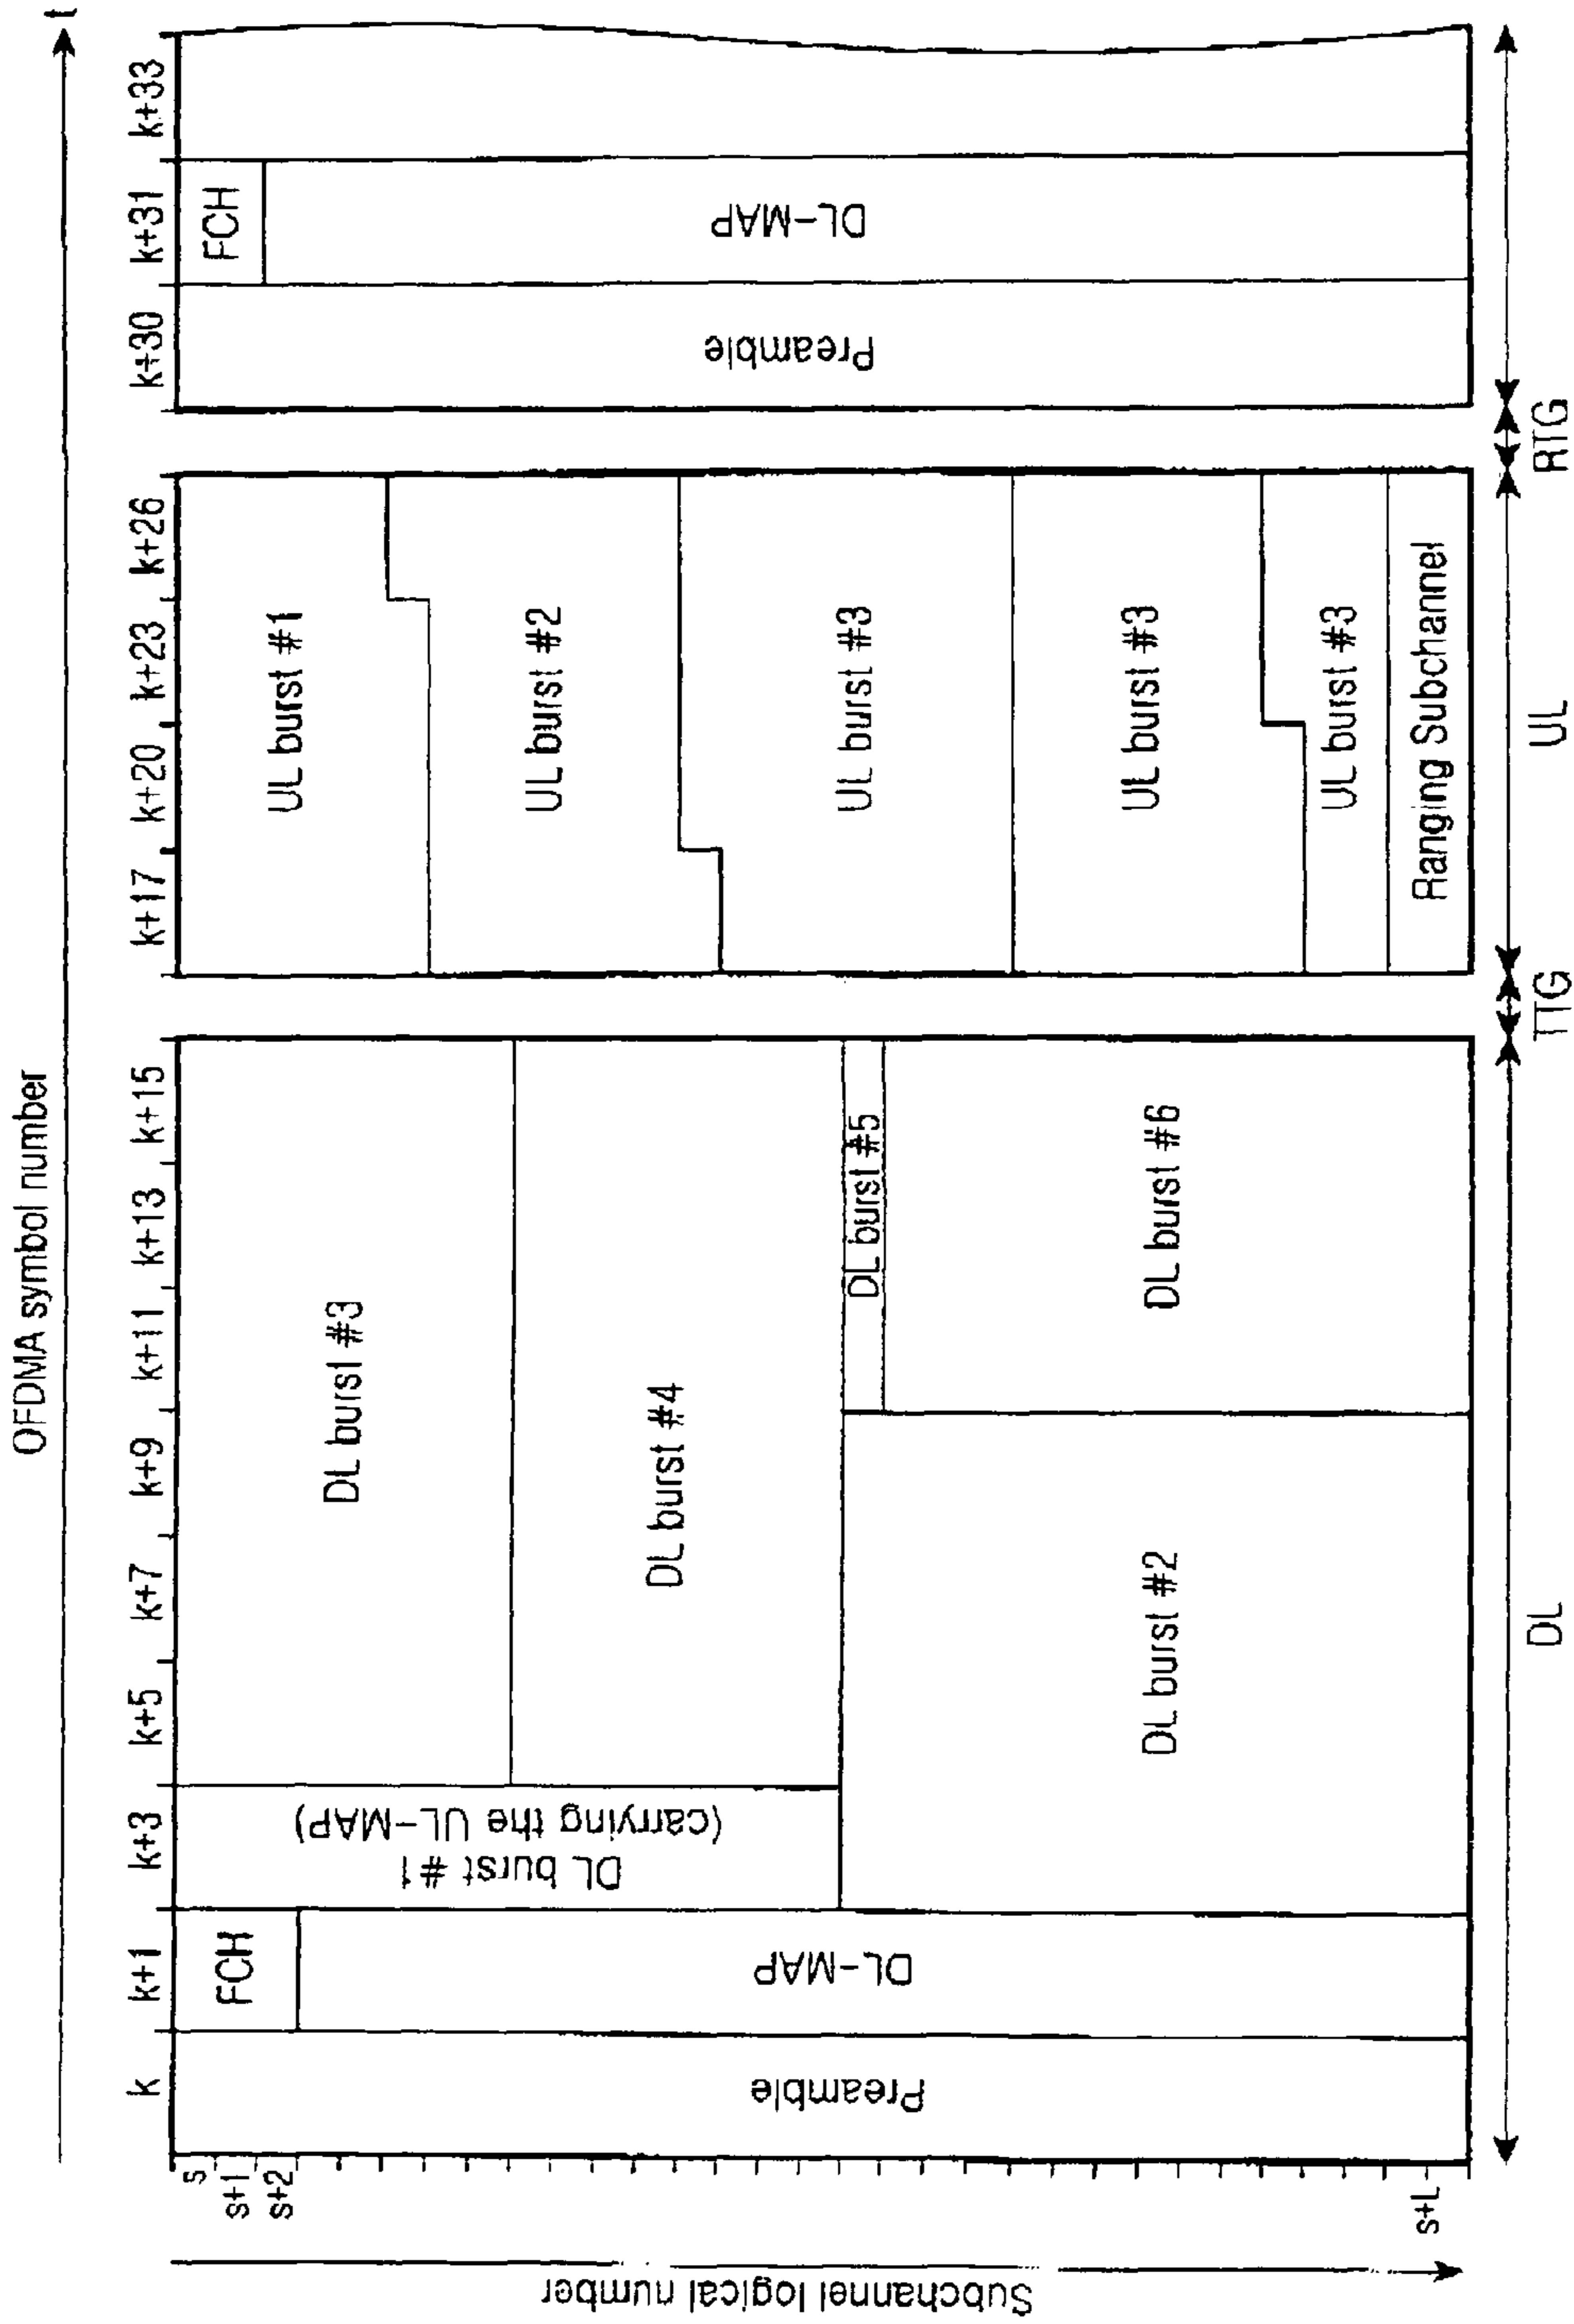 OFDMA symbol number
t
k
k+1
k+3
k+5
k+7
k+9
k+11
k+13
k+15
k+17
k+20
k+23
k+26
k+30
k+31
k+33
Subchannel logical number
s
s+1
s+2
s+L
Preamble
FCH
DL-MAP
DL burst #1
(carrying the UL-MAP)
DL burst #3
DL burst #4
DL burst #2
DL burst #5
DL burst #6
UL burst #1
UL burst #2
UL burst #3
UL burst #3
UL burst #3
Ranging Subchannel
Preamble
FCH
DL-MAP
DL
TTG
UL
RTG